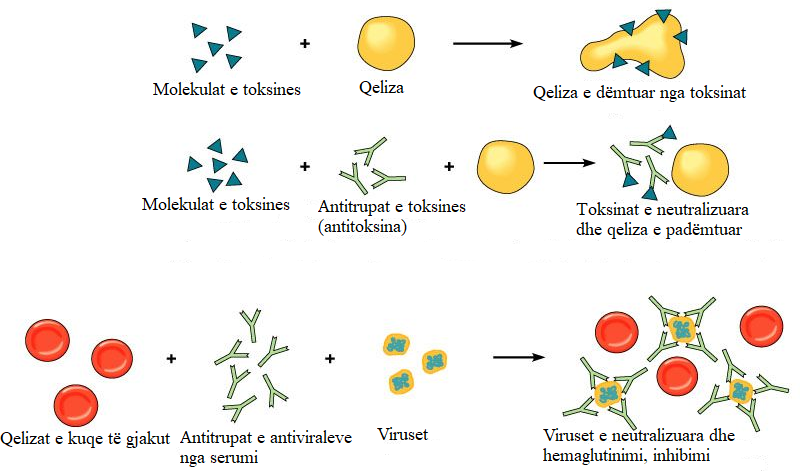 +
Molekulat e toksines
Qeliza
Qeliza e dëmtuar nga toksinat
+
+
Molekulat e toksines
Antitrupat e toksines
(antitoksina)
Toksinat e neutralizuara
dhe qeliza e padëmtuar
+
+
Qelizat e kuqe të gjakut
Antitrupat e antiviraleve
nga serumi
Viruset
Viruset e neutralizuara dhe
hemaglutinimi, inhibimi